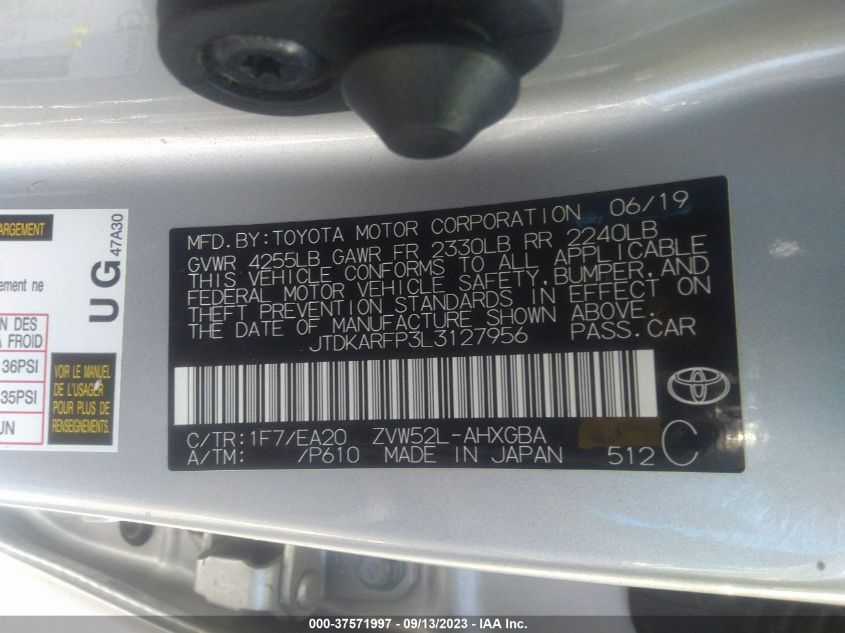 ARGEMENT
47A30
UG
ement ne
N DES
A FROID
36PSI
35PSI
UN
VOIR LE MANUEL
DE L'USAGER
POUR PLUS DE
RENSEIGNEMENTS
MFD. BY: TOYOTA MOTOR CORPORATION 06/19
GVWR 4255LB GAWR FR 2330LB RR 2240LB
THIS VEHICLE CONFORMS TO ALL APPLICABLE
FEDERAL MOTOR VEHICLE SAFETY, BUMPER, AND
THEFT PREVENTION STANDARDS IN EFFECT ON
THE DATE OF MANUFACTURE SHOWN ABOVE.
JTDKARFP3L3127956 PASS. CAR
C/TR: 1F7/EA20 ZVW52L-AHXGBA
A/TM: /P610 MADE IN JAPAN 512 C
000-37571997 - 09/13/2023 - IAA Inc.